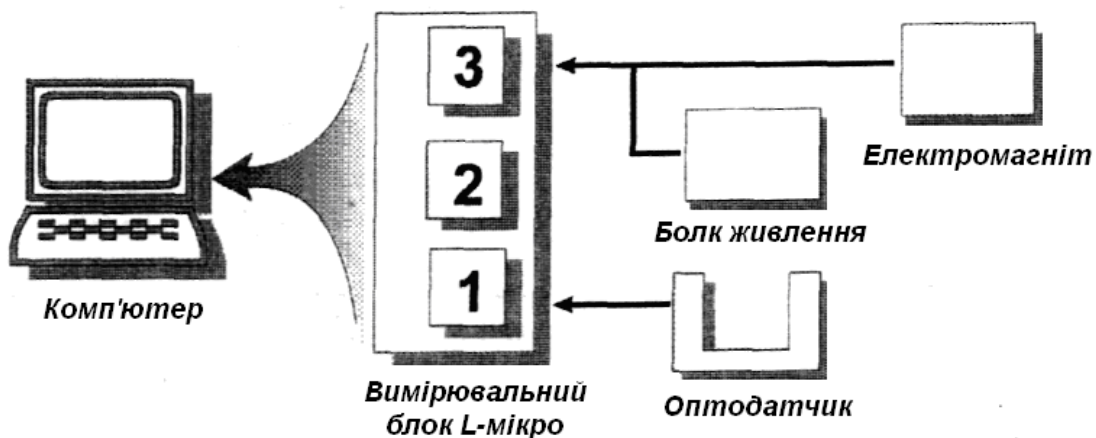 3
Електромагніт
2
Болк живлення
1
Комп'ютер
Оптодатчик
Вимірювальний
блок L-мікро